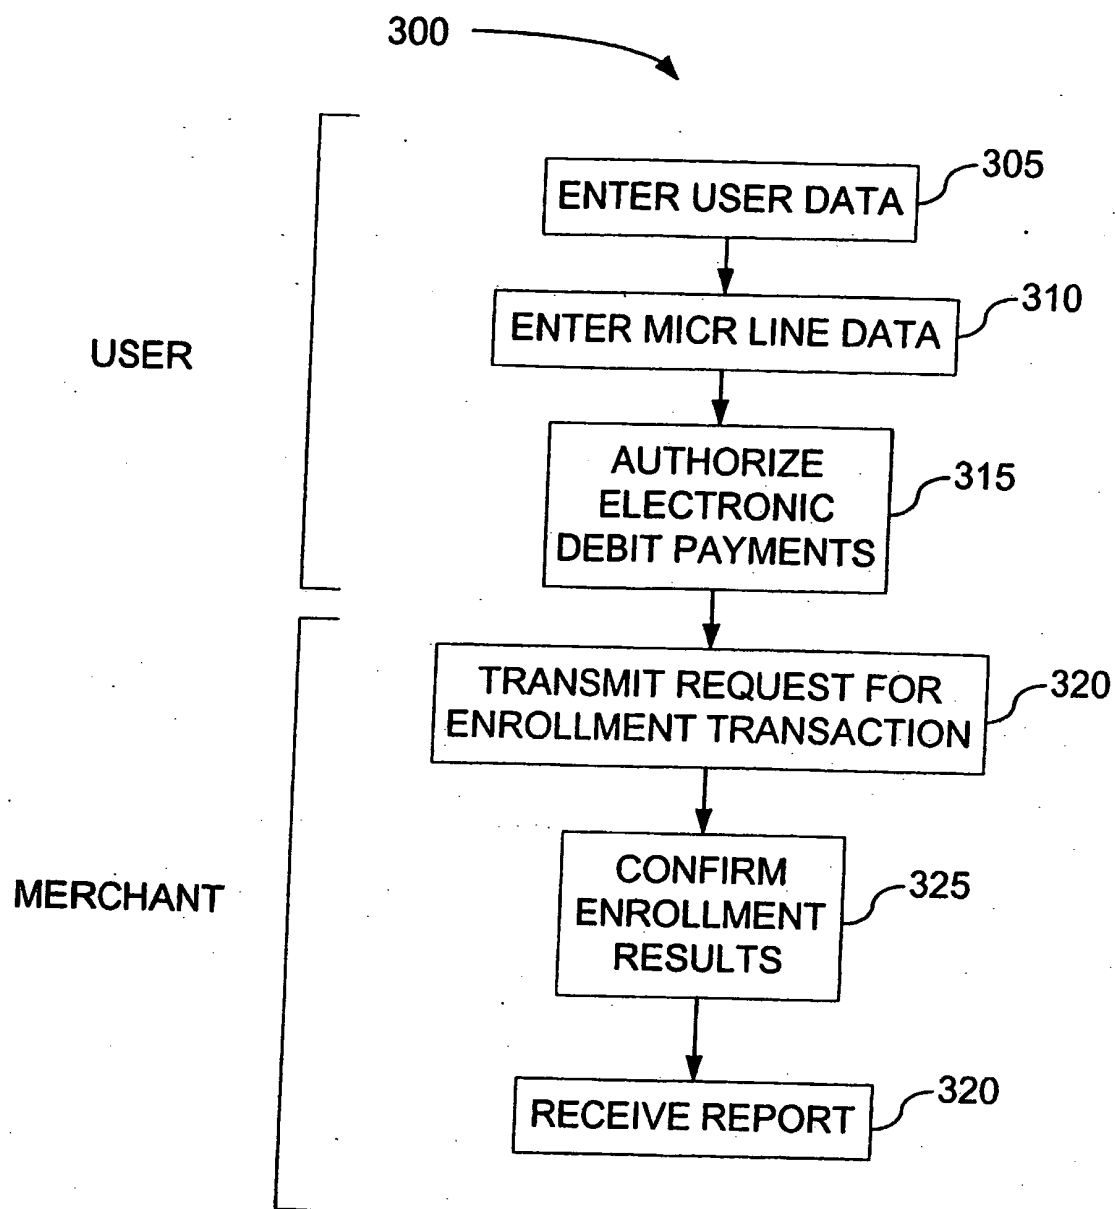 300
305
ENTER USER DATA
310
ENTER MICR LINE DATA
USER
AUTHORIZE
ELECTRONIC
DEBIT PAYMENTS
315
TRANSMIT REQUEST FOR
ENROLLMENT TRANSACTION
320
CONFIRM
ENROLLMENT
RESULTS
325
MERCHANT
RECEIVE REPORT
320